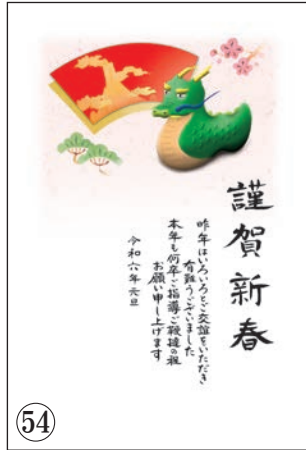 謹賀新春
昨年はいろいろとご交誼をいただき
有難うございました
本年も何卒ご指導ご鞭撻の程
お願い申し上げます
令和六年元旦
54